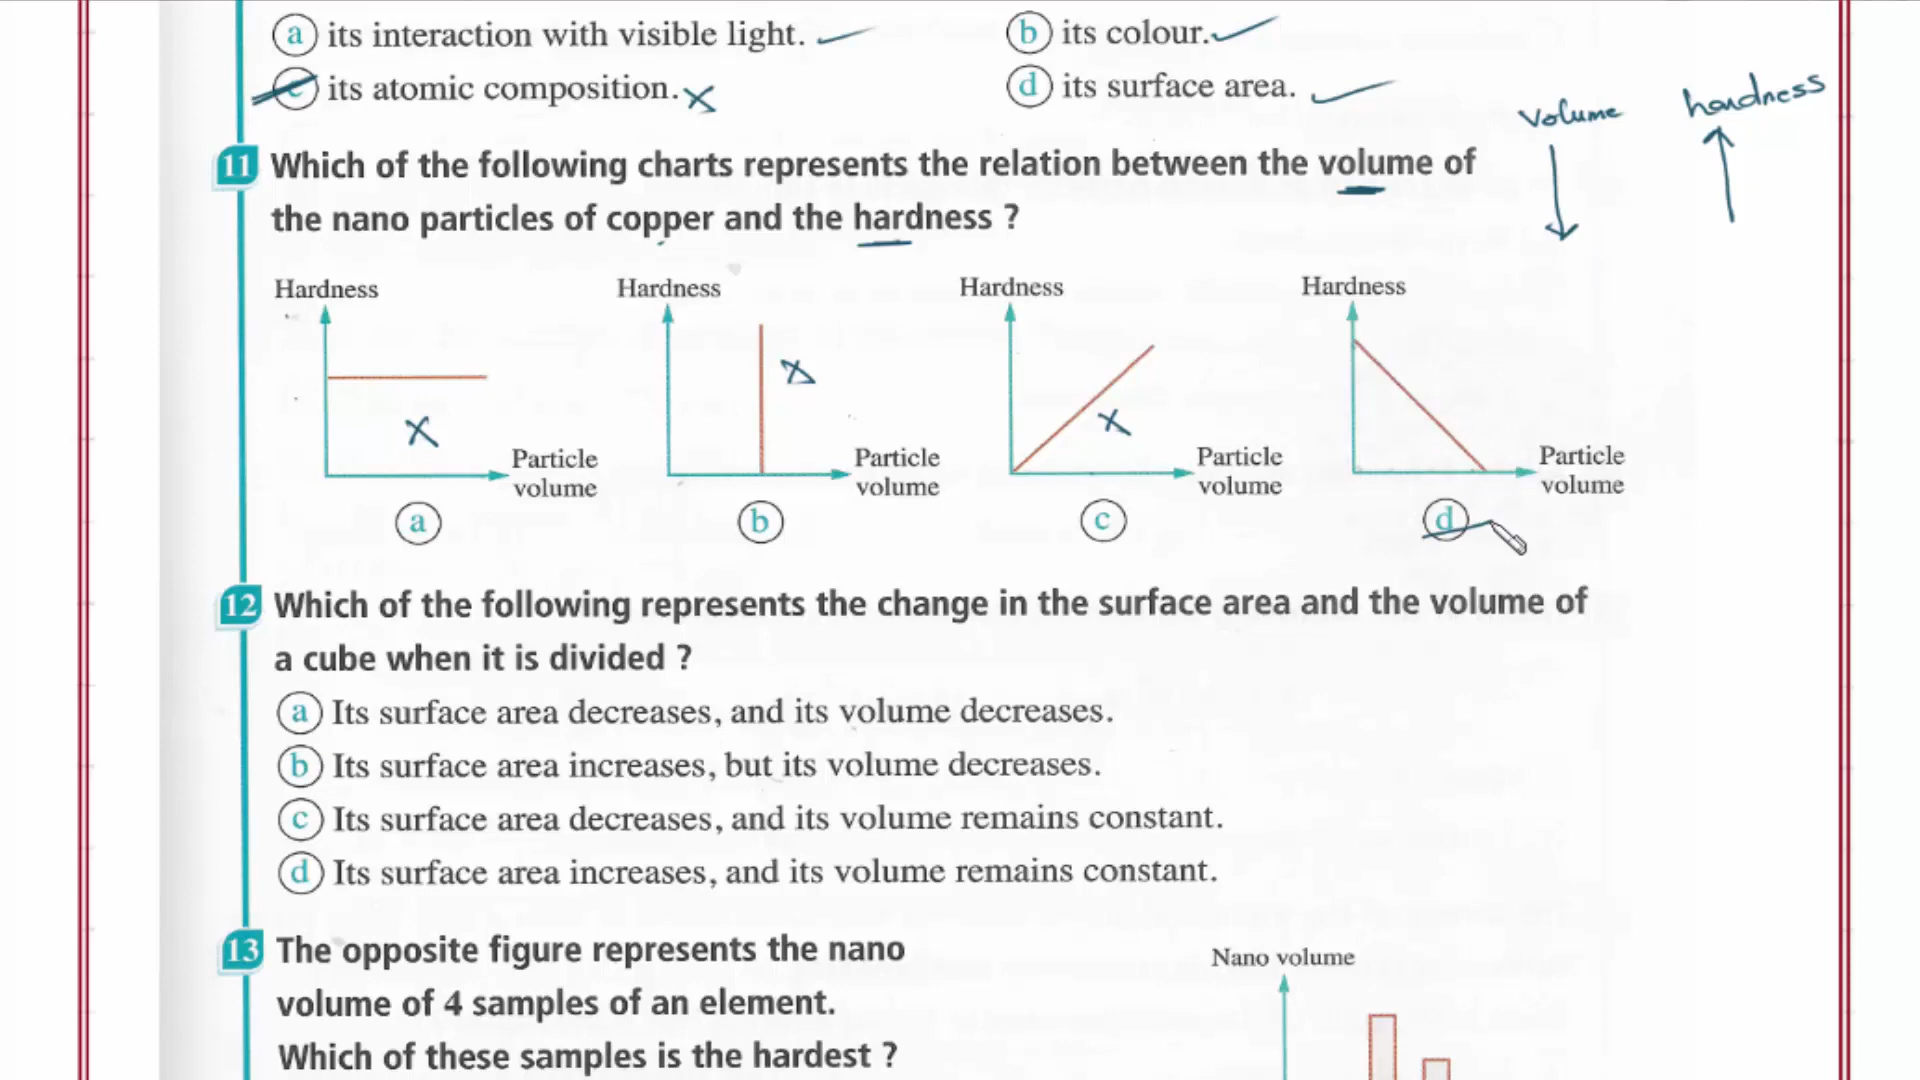 a its interaction with visible light.
b its colour.
c its atomic composition.
d its surface area.
volume
hardness
11 Which of the following charts represents the relation between the volume of
the nano particles of copper and the hardness ?
Hardness
Particle
volume
a
Hardness
Particle
volume
b
Hardness
Particle
volume
c
Hardness
Particle
volume
d
12 Which of the following represents the change in the surface area and the volume of
a cube when it is divided ?
a Its surface area decreases, and its volume decreases.
b Its surface area increases, but its volume decreases.
c Its surface area decreases, and its volume remains constant.
d Its surface area increases, and its volume remains constant.
13 The opposite figure represents the nano
volume of 4 samples of an element.
Which of these samples is the hardest ?
Nano volume